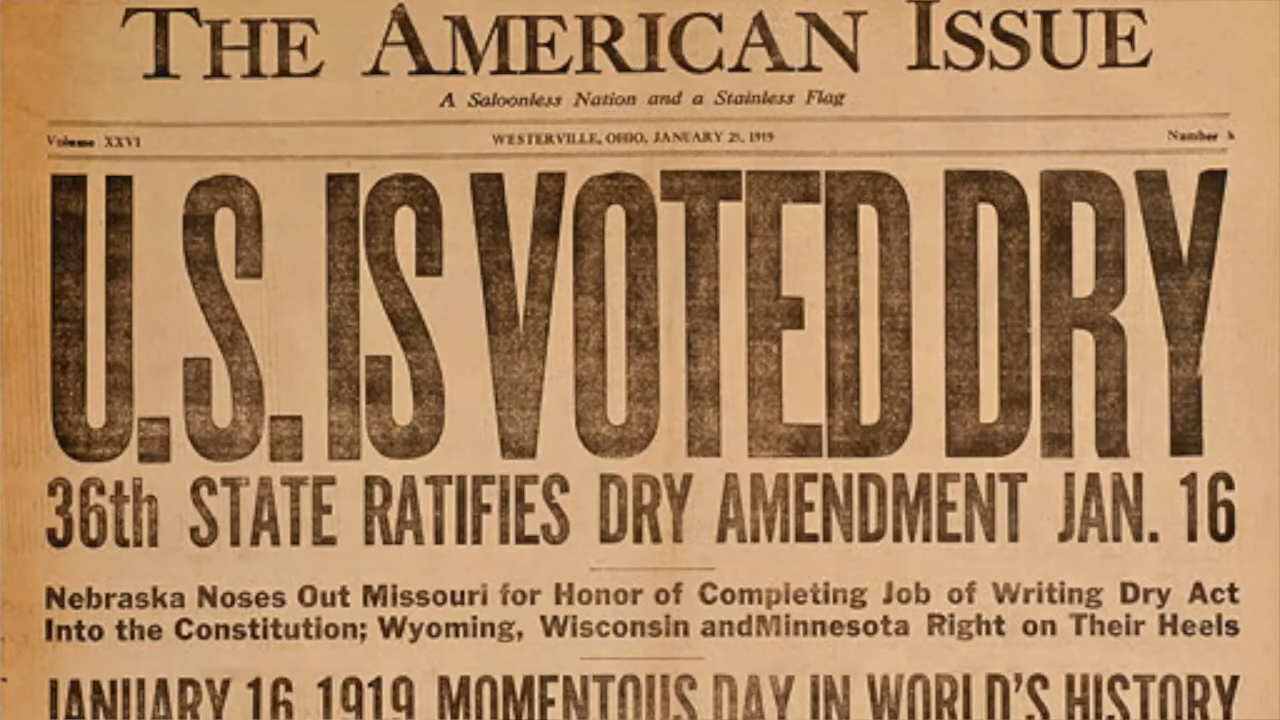 THE AMERICAN ISSUE
A Saloonless Nation and a Stainless Flag
Volume XXVI WESTERVILLE, OHIO, JANUARY 25, 1919 Number
U.S. IS VOTED DRY
36th STATE RATIFIES DRY AMENDMENT JAN. 16
Nebraska Noses Out Missouri for Honor of Completing Job of Writing Dry Act
Into the Constitution; Wyoming, Wisconsin andMinnesota Right on Their Heels
JANUARY 16, 1919, MOMENTOUS DAY IN WORLD'S HISTORY